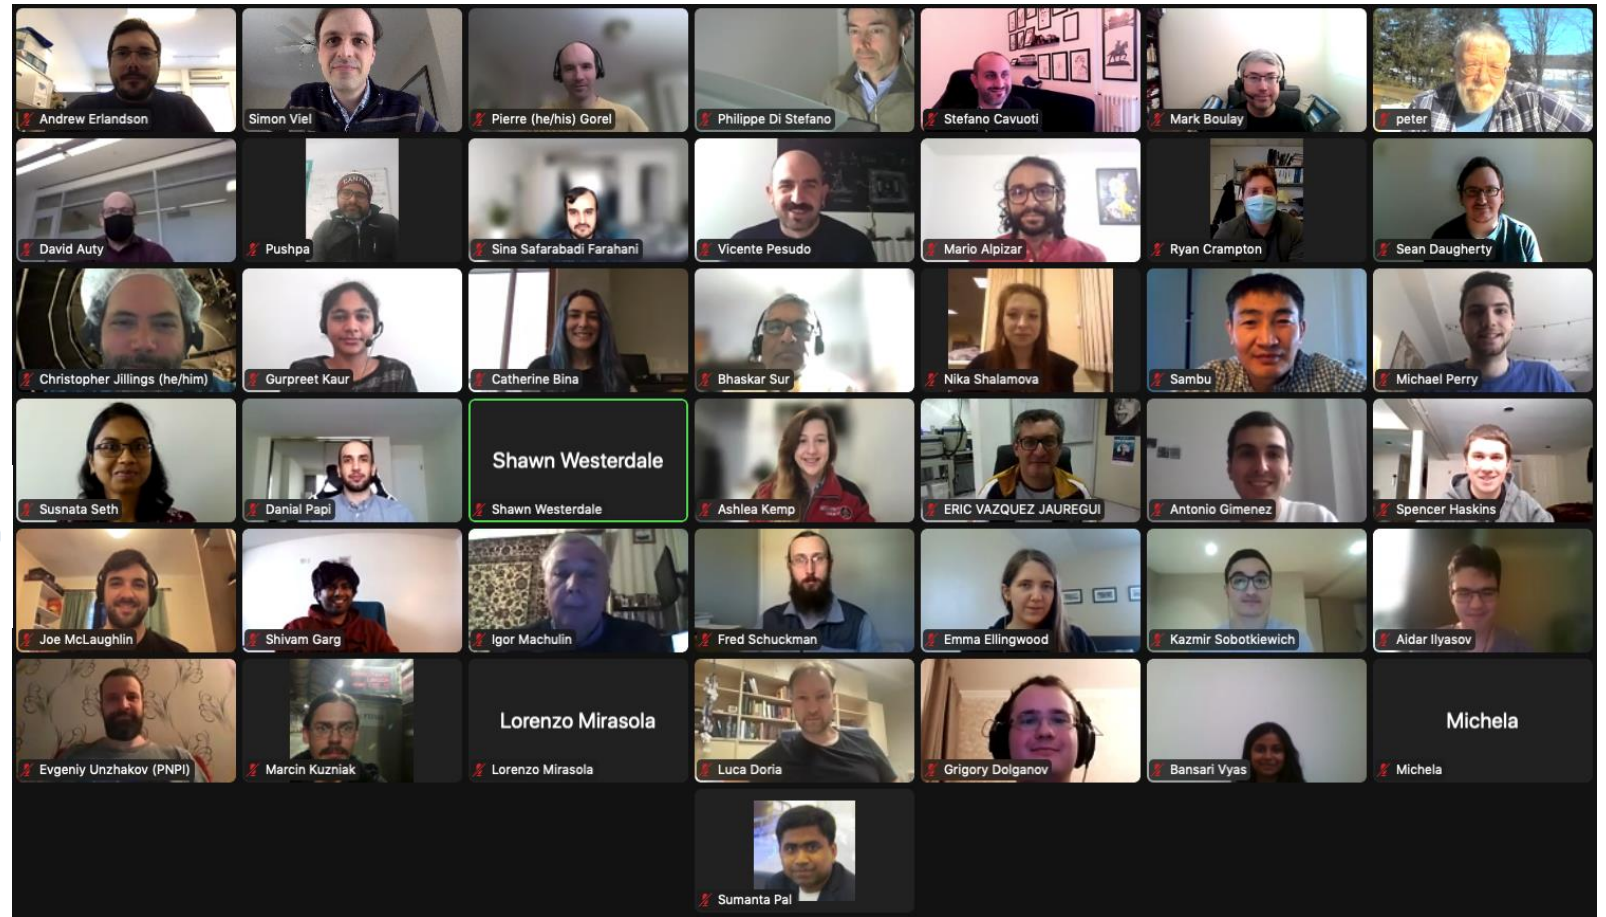 Andrew Erlandson
Simon Viel
Pierre (he/his) Gorel
Philippe Di Stefano
Stefano Cavuoti
Mark Boulay
peter
David Auty
Pushpa
Sina Safarabadi Farahani
Vicente Pesudo
Mario Alpizar
Ryan Crampton
Sean Daugherty
Christopher Jillings (he/him)
Gurpreet Kaur
Catherine Bina
Bhaskar Sur
Nika Shalamova
Sambu
Michael Perry
Susnata Seth
Danial Papi
Shawn Westerdale
Shawn Westerdale
Ashlea Kemp
ERIC VAZQUEZ JAUREGUI
Antonio Gimenez
Spencer Haskins
Joe McLaughlin
Shivam Garg
Igor Machulin
Fred Schuckman
Emma Ellingwood
Kazmir Sobotkiewich
Aidar Ilyasov
Evgeniy Unzhakov (PNPI)
Marcin Kuzniak
Lorenzo Mirasola
Lorenzo Mirasola
Luca Doria
Grigory Dolganov
Bansari Vyas
Michela
Michela
Sumanta Pal